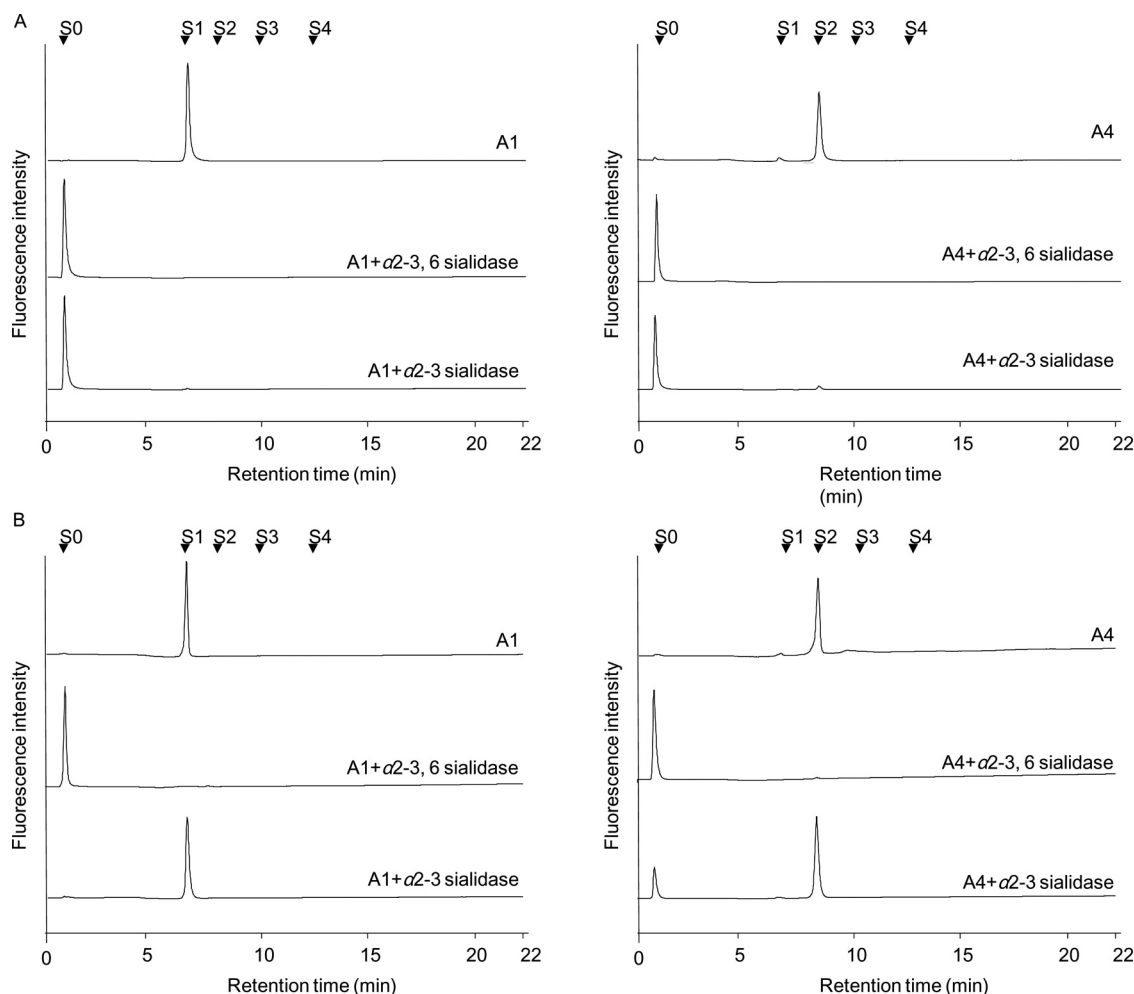 A
S0 S1 S2 S3 S4
Fluorescence intensity
A1
A1+α2-3, 6 sialidase
A1+α2-3 sialidase
0 5 10 15 20 22
Retention time (min)
S0 S1 S2 S3 S4
Fluorescence intensity
A4
A4+α2-3, 6 sialidase
A4+α2-3 sialidase
0 5 10 15 20 22
Retention time
(min)
B
S0 S1 S2 S3 S4
Fluorescence intensity
A1
A1+α2-3, 6 sialidase
A1+α2-3 sialidase
0 5 10 15 20 22
Retention time (min)
S0 S1 S2 S3 S4
Fluorescence intensity
A4
A4+α2-3, 6 sialidase
A4+α2-3 sialidase
0 5 10 15 20 22
Retention time (min)